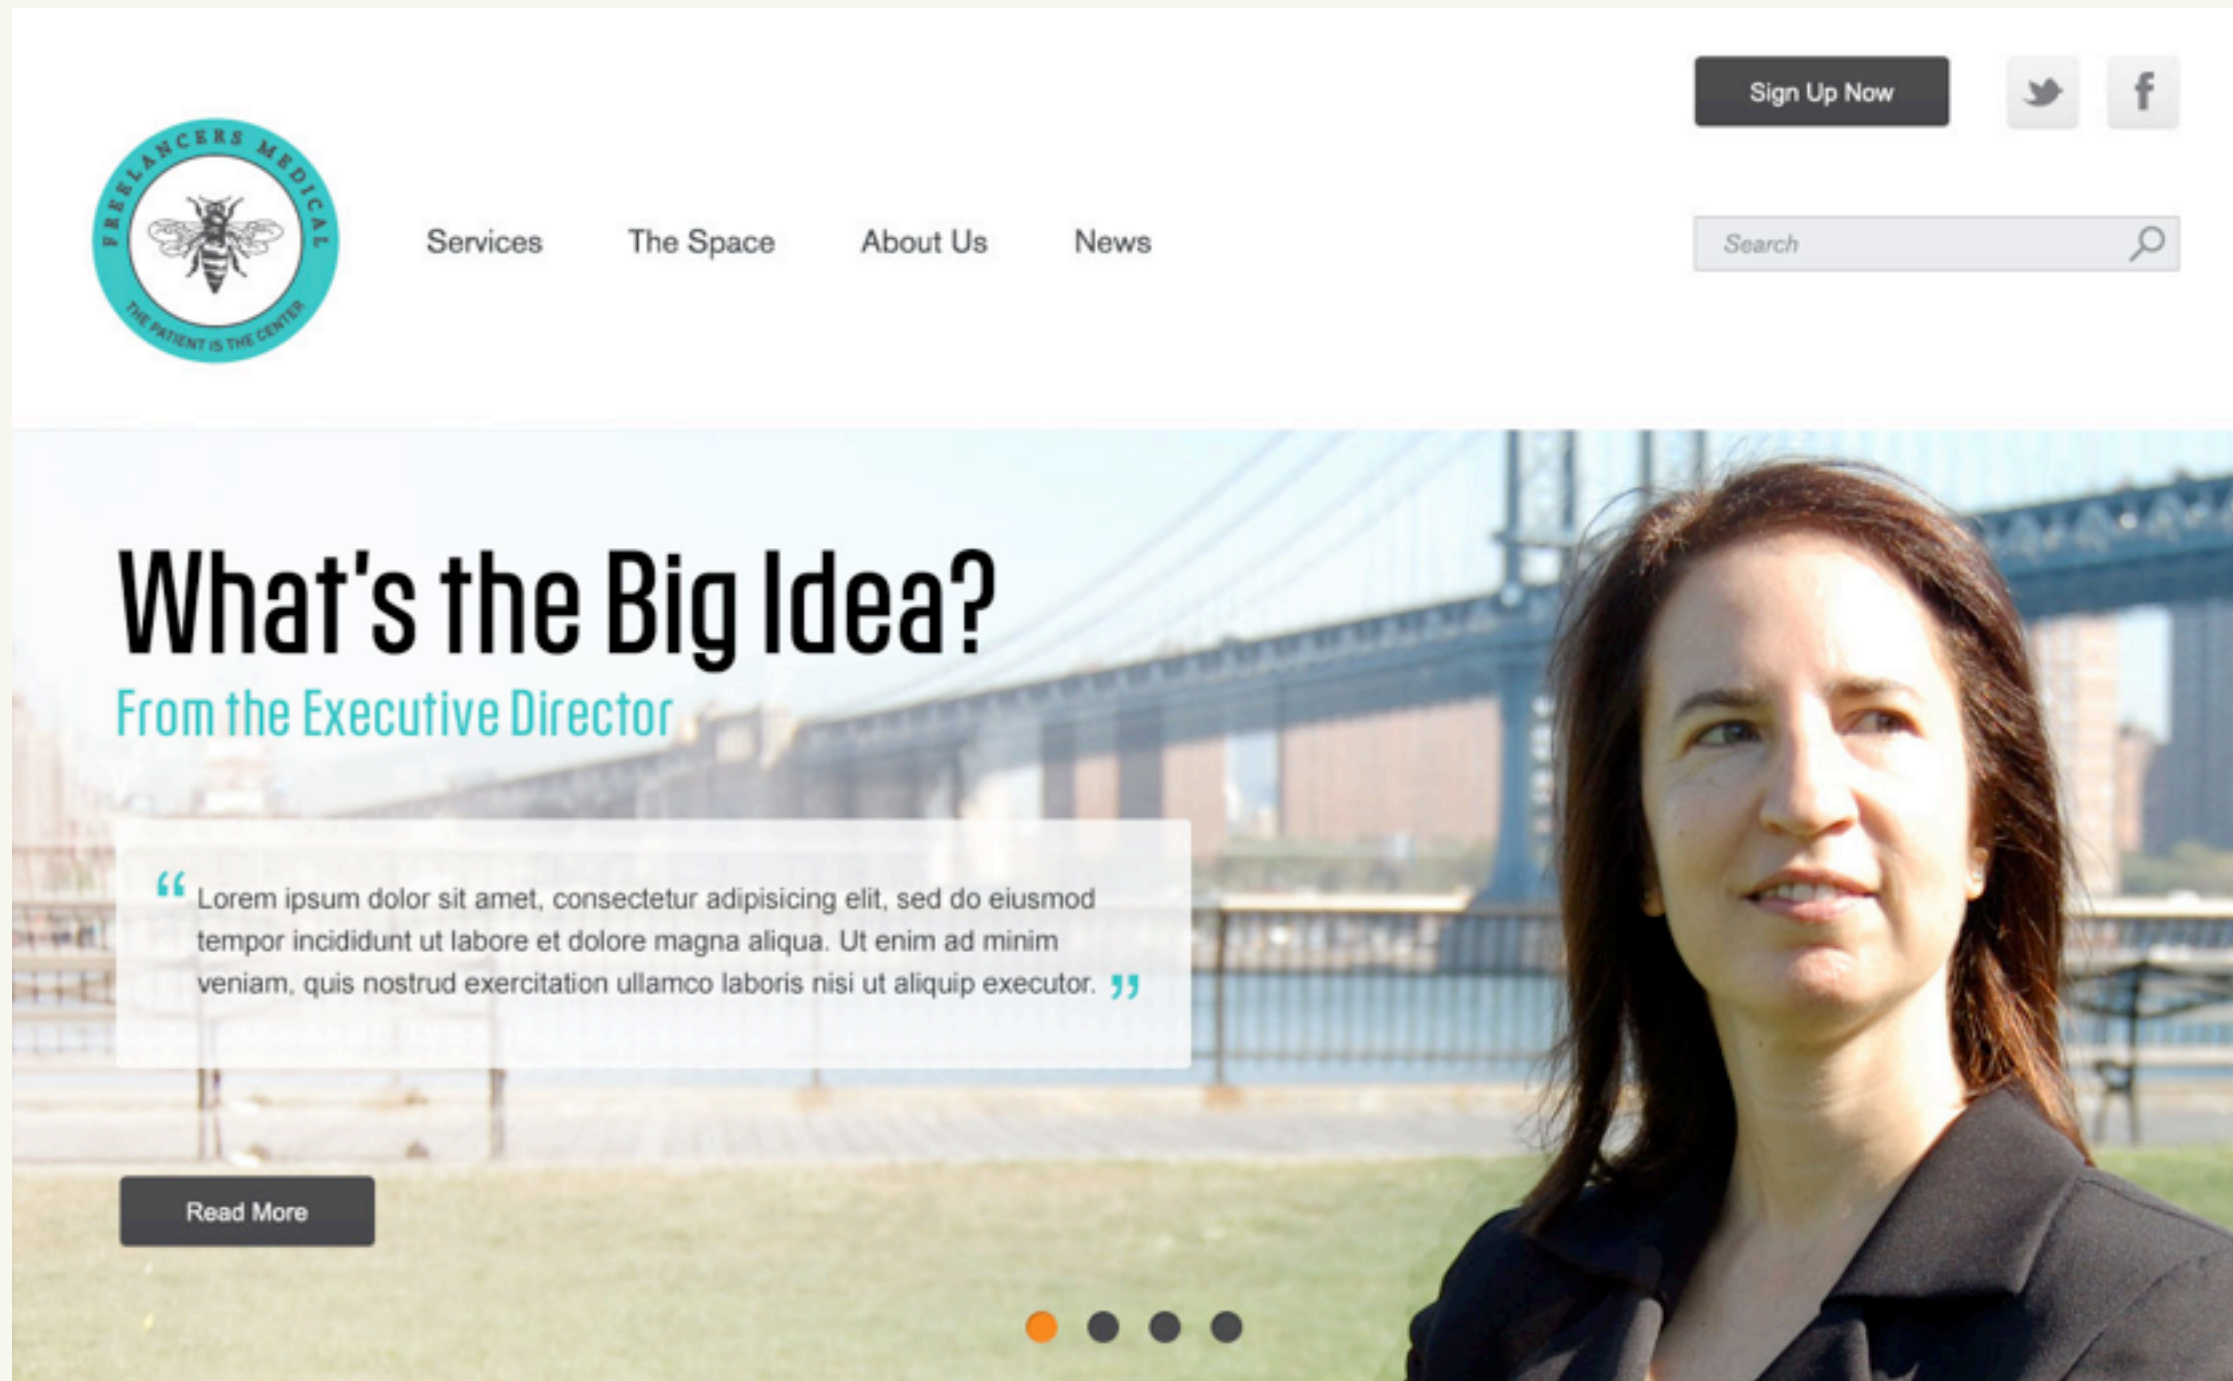 Sign Up Now
FREELANCERS MEDICAL
THE PATIENT IS THE CENTER
Services
The Space
About Us
News
Search
What's the Big Idea?
From the Executive Director
“ Lorem ipsum dolor sit amet, consectetur adipisicing elit, sed do eiusmod
tempor incididunt ut labore et dolore magna aliqua. Ut enim ad minim
veniam, quis nostrud exercitation ullamco laboris nisi ut aliquip executor. ”
Read More